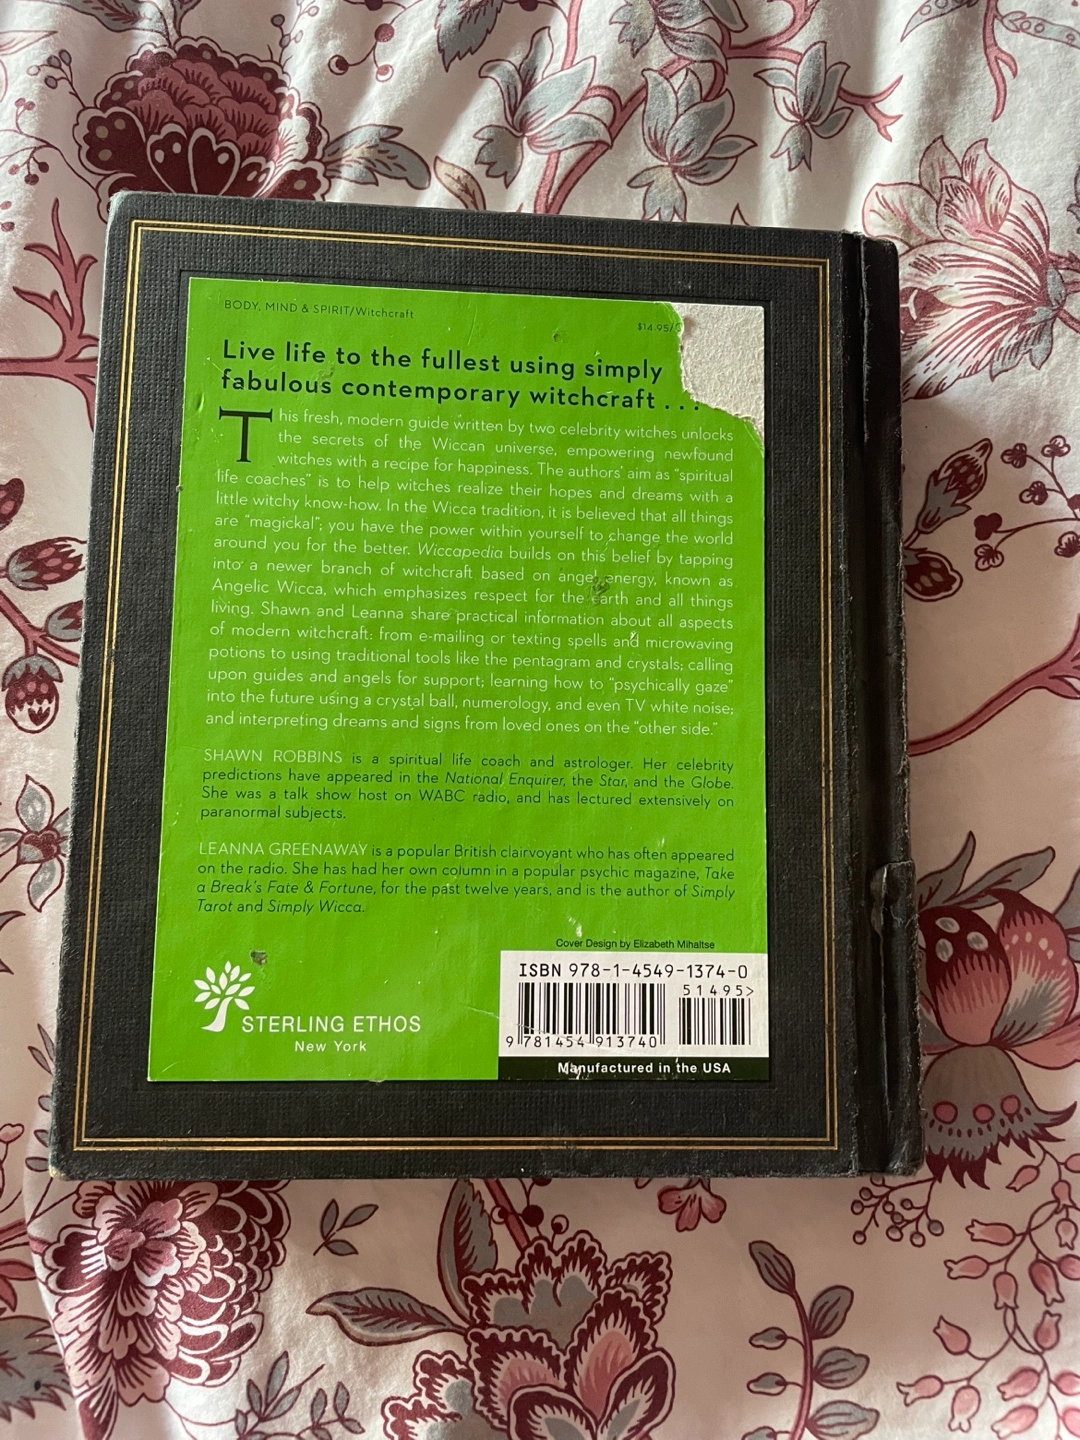 BODY, MIND & SPIRIT/Witchcraft
$14.95/
Live life to the fullest using simply
fabulous contemporary witchcraft . . .
This fresh, modern guide written by two celebrity witches unlocks
the secrets of the Wiccan universe, empowering newfound
witches with a recipe for happiness. The authors' aim as "spiritual
life coaches" is to help witches realize their hopes and dreams with a
little witchy know-how. In the Wicca tradition, it is believed that all things
are "magickal"; you have the power within yourself to change the world
around you for the better. Wiccapedia builds on this belief by tapping
into a newer branch of witchcraft based on angel energy, known as
Angelic Wicca, which emphasizes respect for the earth and all things
living. Shawn and Leanna share practical information about all aspects
of modern witchcraft: from e-mailing or texting spells and microwaving
potions to using traditional tools like the pentagram and crystals; calling
upon guides and angels for support; learning how to "psychically gaze"
into the future using a crystal ball, numerology, and even TV white noise;
and interpreting dreams and signs from loved ones on the "other side."
SHAWN ROBBINS is a spiritual life coach and astrologer. Her celebrity
predictions have appeared in the National Enquirer, the Star, and the Globe.
She was a talk show host on WABC radio, and has lectured extensively on
paranormal subjects.
LEANNA GREENAWAY is a popular British clairvoyant who has often appeared
on the radio. She has had her own column in a popular psychic magazine, Take
a Break's Fate & Fortune, for the past twelve years, and is the author of Simply
Tarot and Simply Wicca.
Cover Design by Elizabeth Mihaltse
ISBN 978-1-4549-1374-0
51495>
9 781454 913740
STERLING ETHOS
New York
Manufactured in the USA